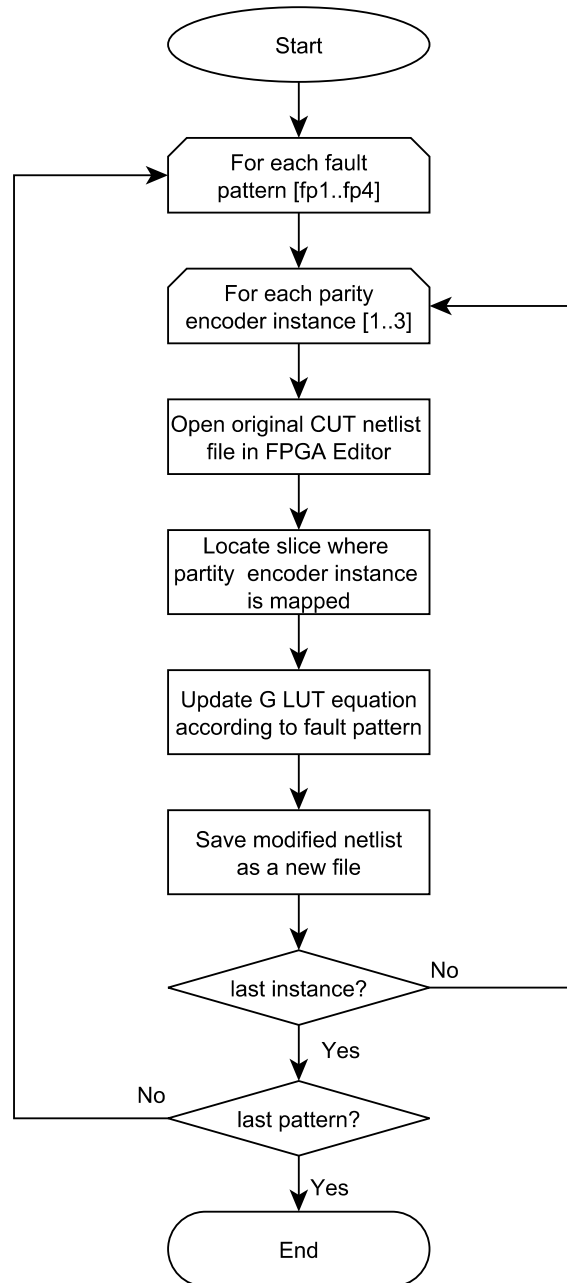 Start
For each fault
pattern [fp1..fp4]
For each parity
encoder instance [1..3]
Open original CUT netlist
file in FPGA Editor
Locate slice where
partity encoder instance
is mapped
Update G LUT equation
according to fault pattern
Save modified netlist
as a new file
last instance?
No
Yes
last pattern?
No
Yes
End